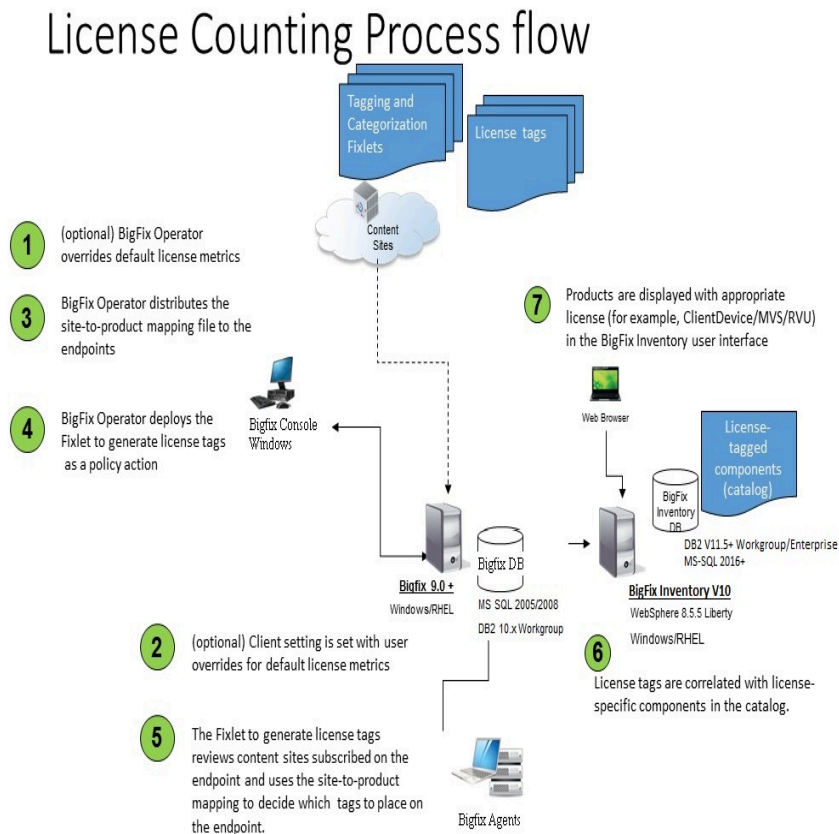 License Counting Process flow
Tagging and
Categorization
Fixlets
License tags
Content
Sites
1
(optional) BigFix Operator
overrides default license metrics
3
BigFix Operator distributes the
site-to-product mapping file to the
endpoints
4
BigFix Operator deploys the
Fixlet to generate license tags
as a policy action
Bigfix Console
Windows
7
Products are displayed with appropriate
license (for example, ClientDevice/MVS/RVU)
in the BigFix Inventory user interface
Web Browser
License-
tagged
components
(catalog)
BigFix
Inventory
DB
DB2 V11.5+ Workgroup/Enterprise
MS-SQL 2016+
Bigfix DB
Bigfix 9.0 +
Windows/RHEL
MS SQL 2005/2008
DB2 10.x Workgroup
BigFix Inventory V10
WebSphere 8.5.5 Liberty
Windows/RHEL
2
(optional) Client setting is set with user
overrides for default license metrics
6
License tags are correlated with license-
specific components in the catalog.
5
The Fixlet to generate license tags
reviews content sites subscribed on the
endpoint and uses the site-to-product
mapping to decide which tags to place on
the endpoint.
Bigfix Agents